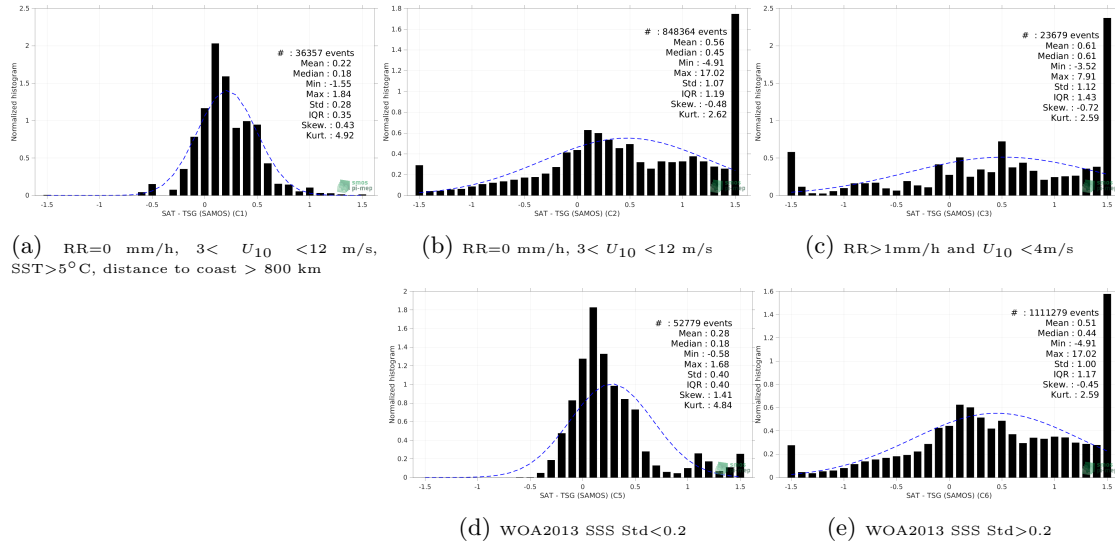 2.5
2
1.5
1
0.5
0
-1.5 -1 -0.5 0 0.5 1 1.5
Normalized histogram
SAT - TSG (SAMOS) (C1)
# : 36357 events
Mean : 0.22
Median : 0.18
Min : -1.55
Max : 1.84
Std : 0.28
IQR : 0.35
Skew. : 0.43
Kurt. : 4.92
smos
pi-mep
(a) RR=0 mm/h, 3< U10 <12 m/s,
SST>5°C, distance to coast > 800 km
1.8
1.6
1.4
1.2
1
0.8
0.6
0.4
0.2
0
-1.5 -1 -0.5 0 0.5 1 1.5
Normalized histogram
SAT - TSG (SAMOS) (C2)
# : 848364 events
Mean : 0.56
Median : 0.45
Min : -4.91
Max : 17.02
Std : 1.07
IQR : 1.19
Skew. : -0.48
Kurt. : 2.62
(b) RR=0 mm/h, 3< U10 <12 m/s
2.5
2
1.5
1
0.5
0
-1.5 -1 -0.5 0 0.5 1 1.5
Normalized histogram
SAT - TSG (SAMOS) (C3)
# : 23679 events
Mean : 0.61
Median : 0.61
Min : -3.52
Max : 7.91
Std : 1.12
IQR : 1.43
Skew. : -0.72
Kurt. : 2.59
(c) RR>1mm/h and U10 <4m/s
2
1.8
1.6
1.4
1.2
1
0.8
0.6
0.4
0.2
0
-1.5 -1 -0.5 0 0.5 1 1.5
Normalized histogram
SAT - TSG (SAMOS) (C5)
# : 52779 events
Mean : 0.28
Median : 0.18
Min : -0.58
Max : 1.68
Std : 0.40
IQR : 0.40
Skew. : 1.41
Kurt. : 4.84
(d) WOA2013 SSS Std<0.2
1.6
1.4
1.2
1
0.8
0.6
0.4
0.2
0
-1.5 -1 -0.5 0 0.5 1 1.5
Normalized histogram
SAT - TSG (SAMOS) (C6)
# : 1111279 events
Mean : 0.51
Median : 0.44
Min : -4.91
Max : 17.02
Std : 1.00
IQR : 1.17
Skew. : -0.45
Kurt. : 2.59
(e) WOA2013 SSS Std>0.2